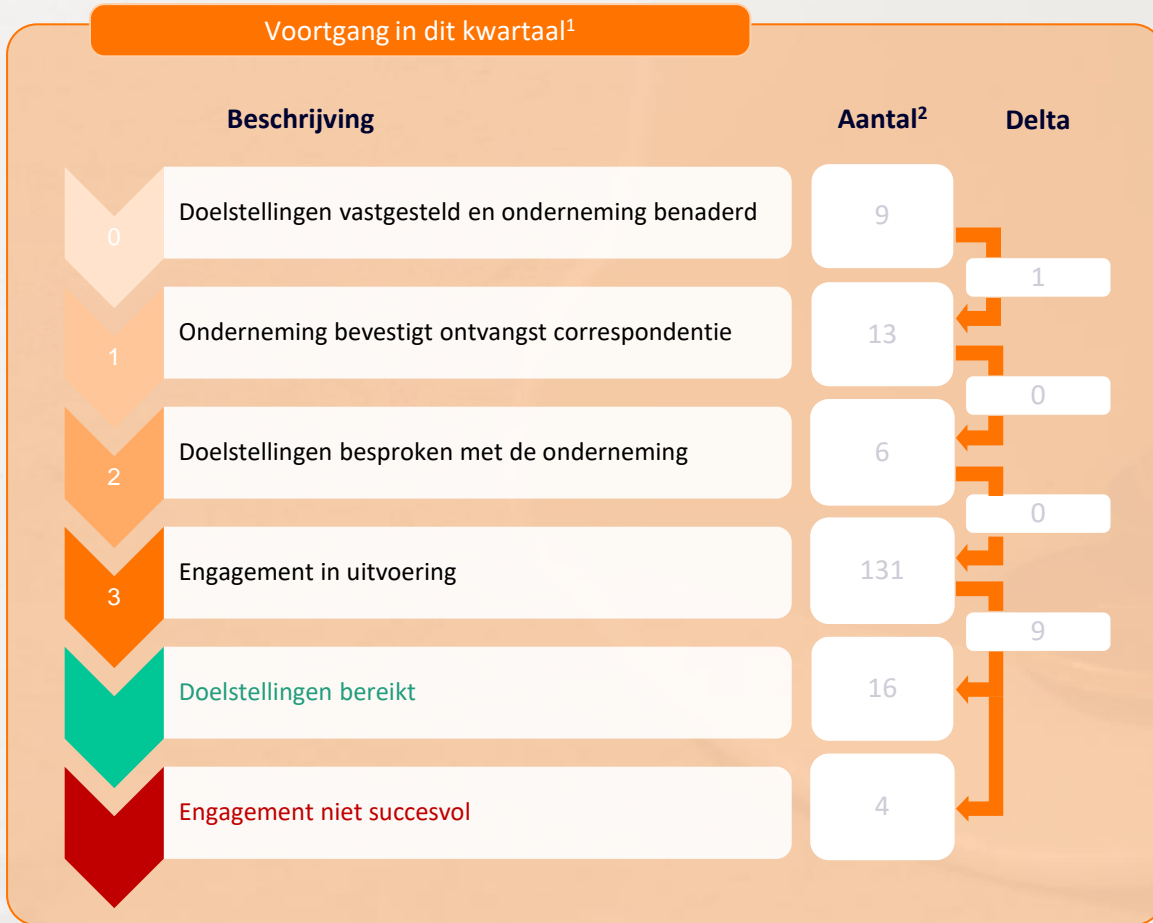 Voortgang in dit kwartaal¹
Beschrijving Aantal² Delta
0 Doelstellingen vastgesteld en onderneming benaderd 9
1
1 Onderneming bevestigt ontvangst correspondentie 13
0
2 Doelstellingen besproken met de onderneming 6
0
3 Engagement in uitvoering 131
9
Doelstellingen bereikt 16
Engagement niet succesvol 4